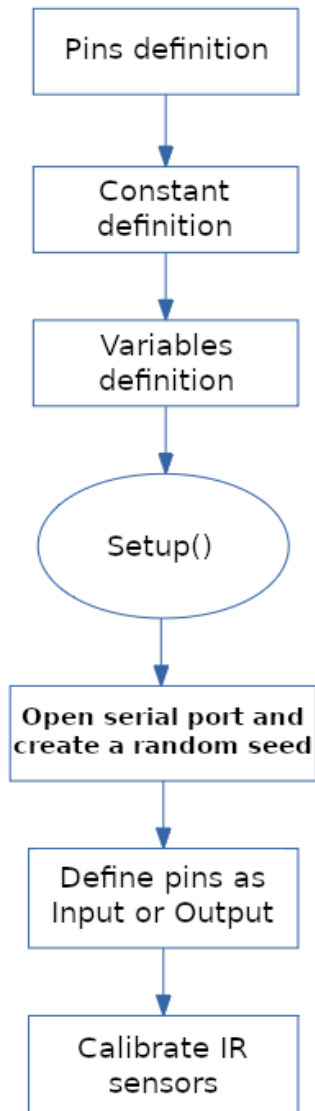 Pins definition
Constant
definition
Variables
definition
Setup()
Open serial port and
create a random seed
Define pins as
Input or Output
Calibrate IR
sensors